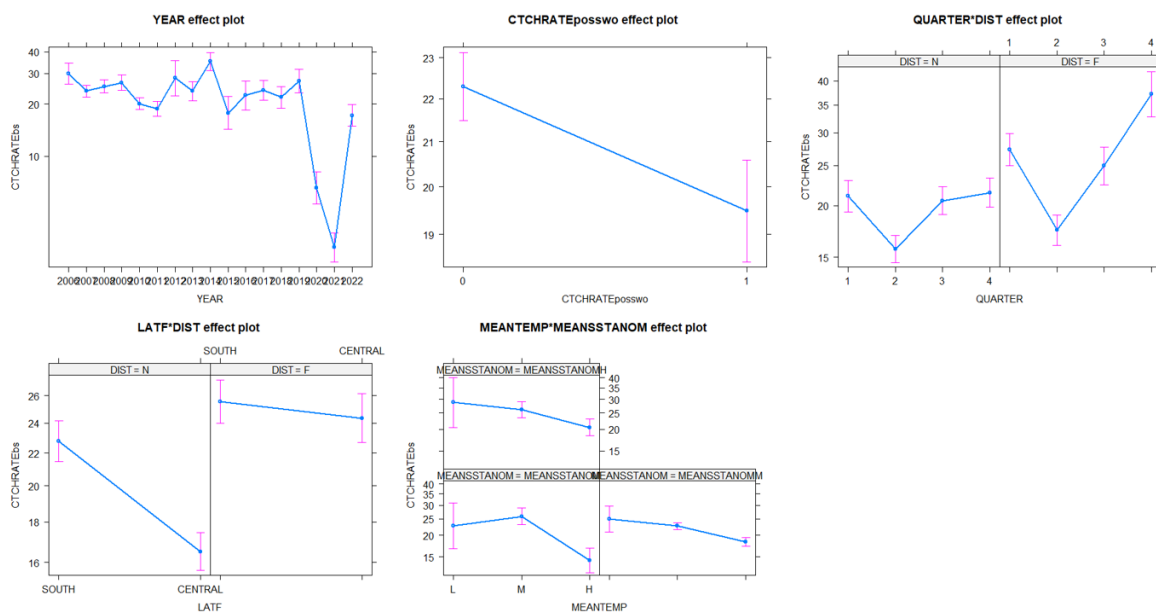 YEAR effect plot
40
30
20
10
CTCHRATEbs
2006 2007 2008 2009 2010 2011 2012 2013 2014 2015 2016 2017 2018 2019 2020 2021 2022
YEAR
CTCHRATEposswo effect plot
23
22
21
20
19
CTCHRATEbs
0 1
CTCHRATEposswo
QUARTER*DIST effect plot
1 2 3 4
DIST = N DIST = F
40
35
30
25
20
15
CTCHRATEbs
1 2 3 4
QUARTER
LATF*DIST effect plot
SOUTH CENTRAL
DIST = N DIST = F
26
24
22
20
18
16
CTCHRATEbs
SOUTH CENTRAL
LATF
MEANTEMP*MEANSSTANOM effect plot
MEANSSTANOM = MEANSSTANOMH
40
35
30
25
20
15
MEANSSTANOM = MEANSSTANOM MEANSSTANOM = MEANSSTANOMM
40
35
30
25
20
15
CTCHRATEbs
L M H
MEANTEMP